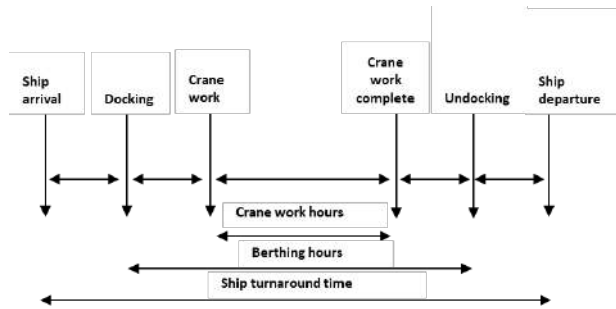 Ship
arrival
Docking
Crane
work
Crane
work
complete
Undocking
Ship
departure
Crane work hours
Berthing hours
Ship turnaround time